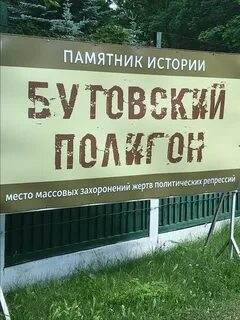 ПАМЯТНИК ИСТОРИИ
БУТОВСКИЙ
ПОЛИГОН
место массовых захоронений жертв политических репрессий